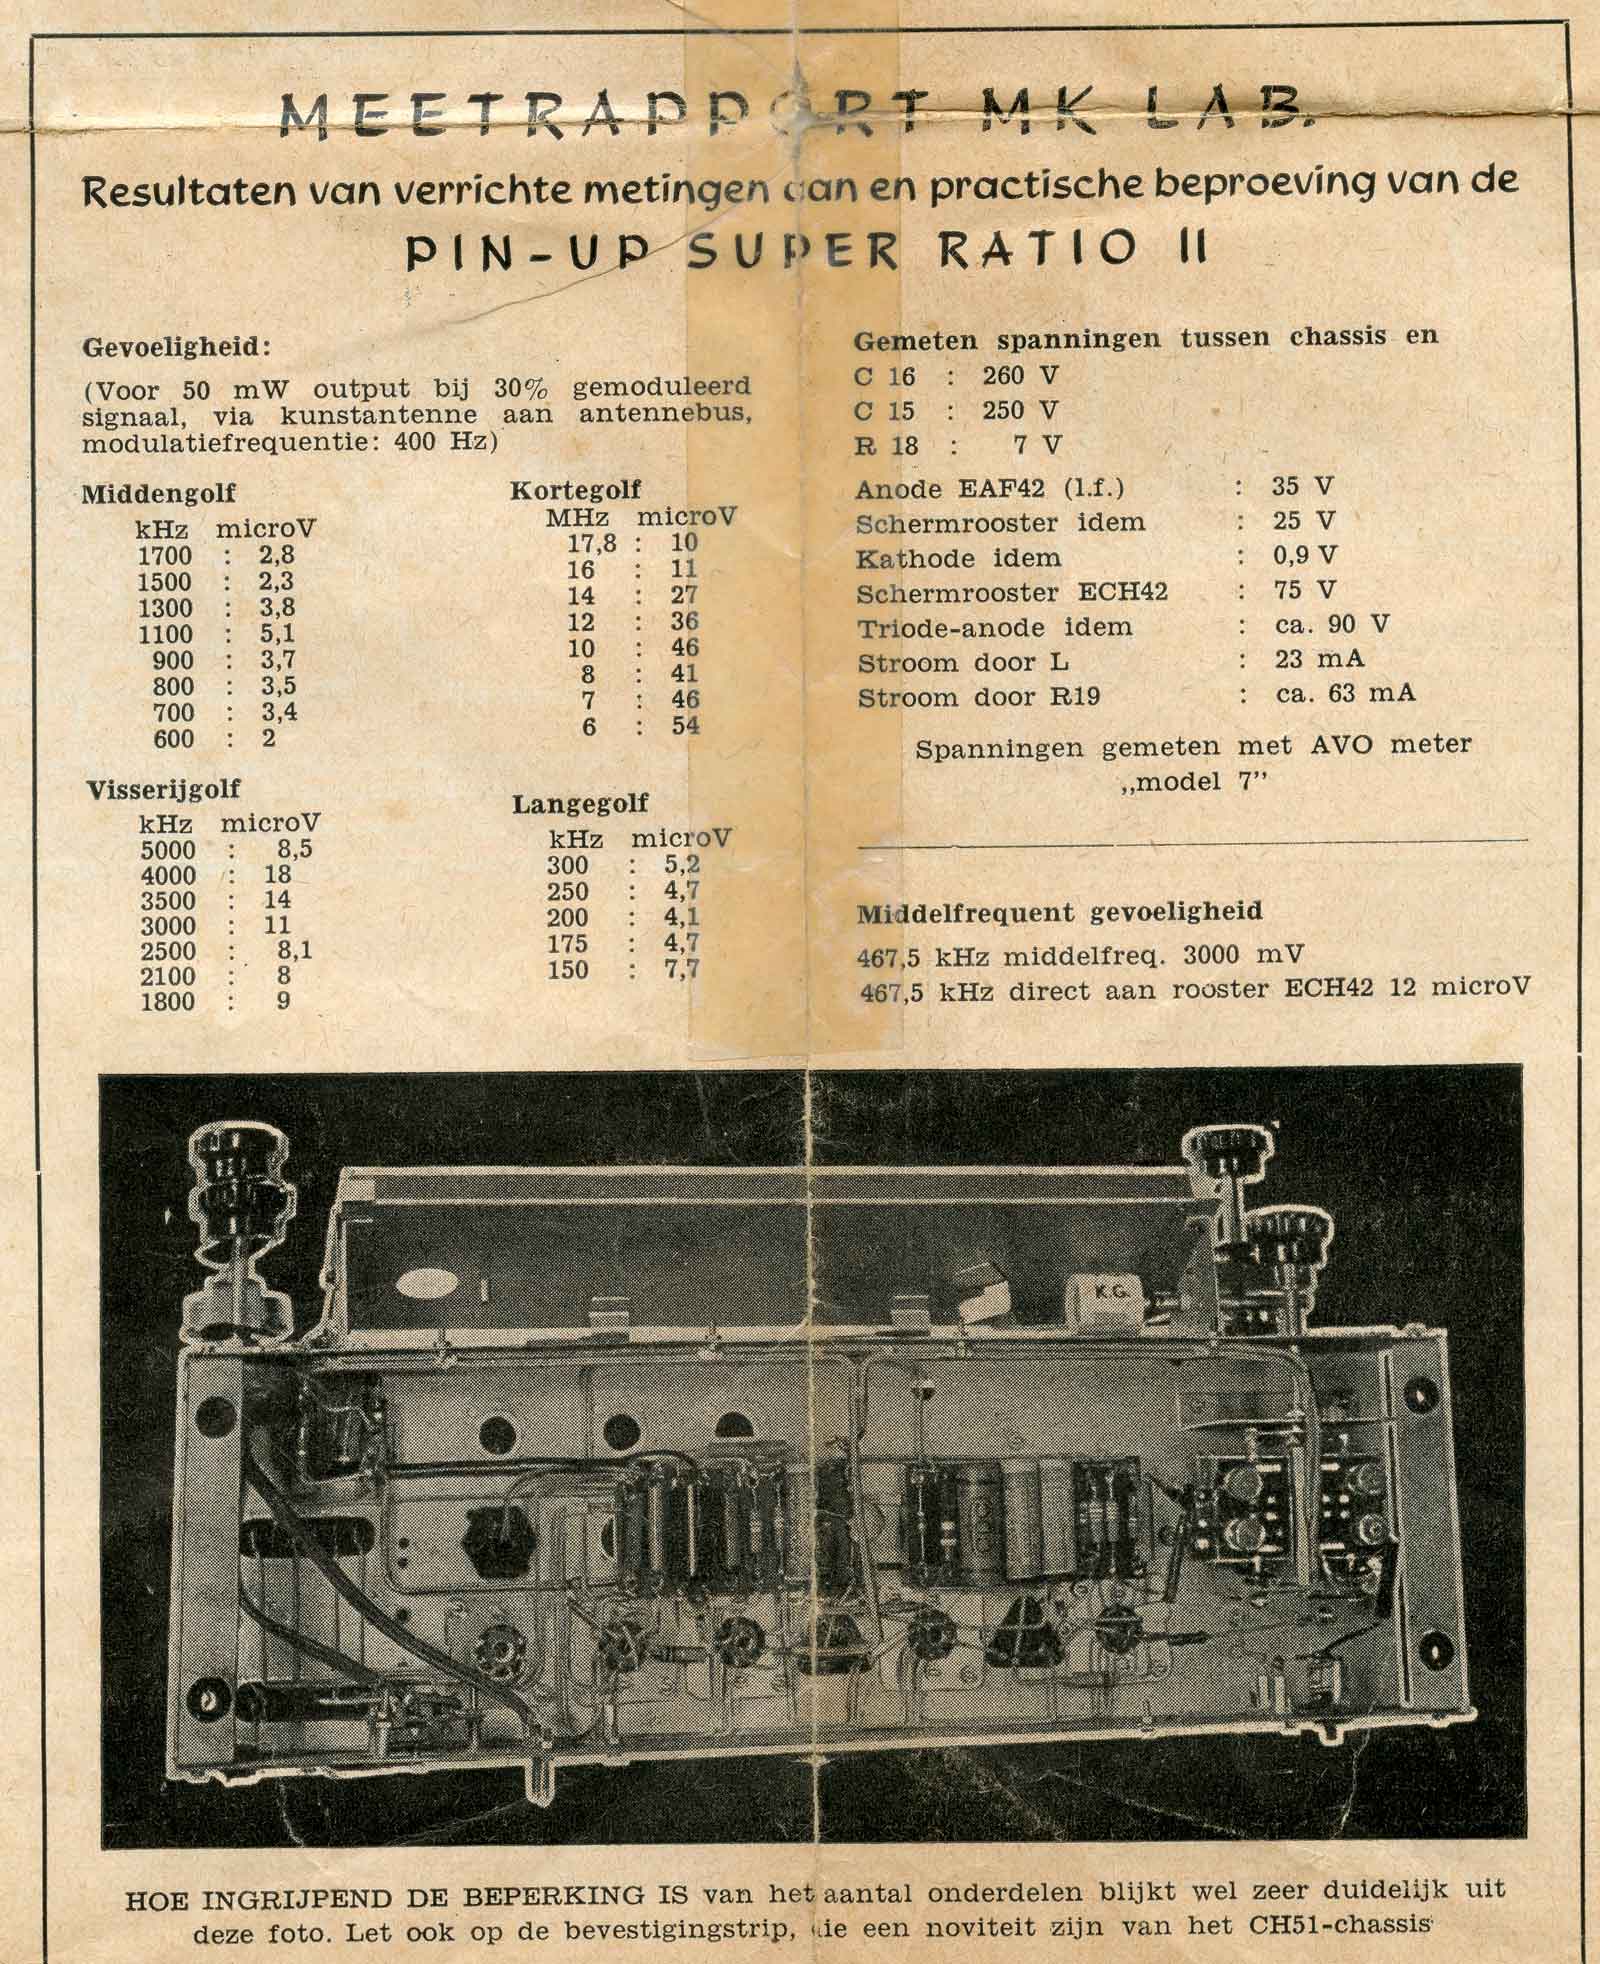 MEETRAPPORT MK LAB.
Resultaten van verrichte metingen aan en practische beproeving van de
PIN-UP SUPER RATIO II
Gevoeligheid:
(Voor 50 mW output bij 30% gemoduleerd
signaal, via kunstantenne aan antennebus,
modulatiefrequentie: 400 Hz)
Middengolf
kHz microV
1700 : 2,8
1500 : 2,3
1300 : 3,8
1100 : 5,1
900 : 3,7
800 : 3,5
700 : 3,4
600 : 2
Kortegolf
MHz microV
17,8 : 10
16 : 11
14 : 27
12 : 36
10 : 46
8 : 41
7 : 46
6 : 54
Visserijgolf
kHz microV
5000 : 8,5
4000 : 18
3500 : 14
3000 : 11
2500 : 8,1
2100 : 8
1800 : 9
Langegolf
kHz microV
300 : 5,2
250 : 4,7
200 : 4,1
175 : 4,7
150 : 7,7
Gemeten spanningen tussen chassis en
C 16 : 260 V
C 15 : 250 V
R 18 : 7 V
Anode EAF42 (l.f.) : 35 V
Schermrooster idem : 25 V
Kathode idem : 0,9 V
Schermrooster ECH42 : 75 V
Triode-anode idem : ca. 90 V
Stroom door L : 23 mA
Stroom door R19 : ca. 63 mA
Spanningen gemeten met AVO meter
„model 7”
Middelfrequent gevoeligheid
467,5 kHz middelfreq. 3000 mV
467,5 kHz direct aan rooster ECH42 12 microV
K.G.
HOE INGRIJPEND DE BEPERKING IS van het aantal onderdelen blijkt wel zeer duidelijk uit
deze foto. Let ook op de bevestigingstrip, die een noviteit zijn van het CH51-chassis